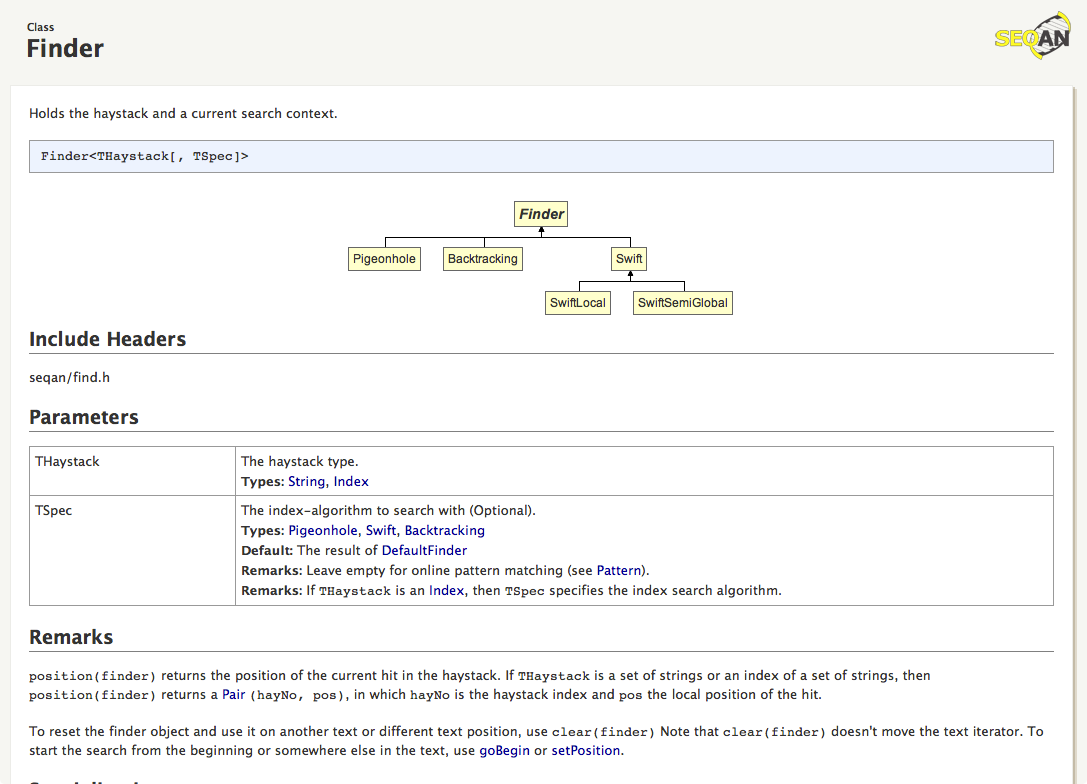 Class
Finder
SEQAN
Holds the haystack and a current search context.
Finder<THaystack[, TSpec]>
Finder
Pigeonhole
Backtracking
Swift
SwiftLocal
SwiftSemiGlobal
Include Headers
seqan/find.h
Parameters
THaystack
The haystack type.
Types: String, Index
TSpec
The index-algorithm to search with (Optional).
Types: Pigeonhole, Swift, Backtracking
Default: The result of DefaultFinder
Remarks: Leave empty for online pattern matching (see Pattern).
Remarks: If THaystack is an Index, then TSpec specifies the index search algorithm.
Remarks
position(finder) returns the position of the current hit in the haystack. If THaystack is a set of strings or an index of a set of strings, then
position(finder) returns a Pair (hayNo, pos), in which hayNo is the haystack index and pos the local position of the hit.
To reset the finder object and use it on another text or different text position, use clear(finder) Note that clear(finder) doesn't move the text iterator. To
start the search from the beginning or somewhere else in the text, use goBegin or setPosition.